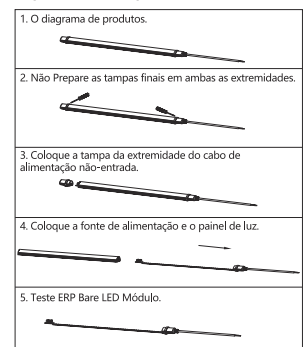 1. O diagrama de produtos.
2. Não Prepare as tampas finais em ambas as extremidades.
3. Coloque a tampa da extremidade do cabo de
alimentação não-entrada.
4. Coloque a fonte de alimentação e o painel de luz.
5. Teste ERP Bare LED Módulo.